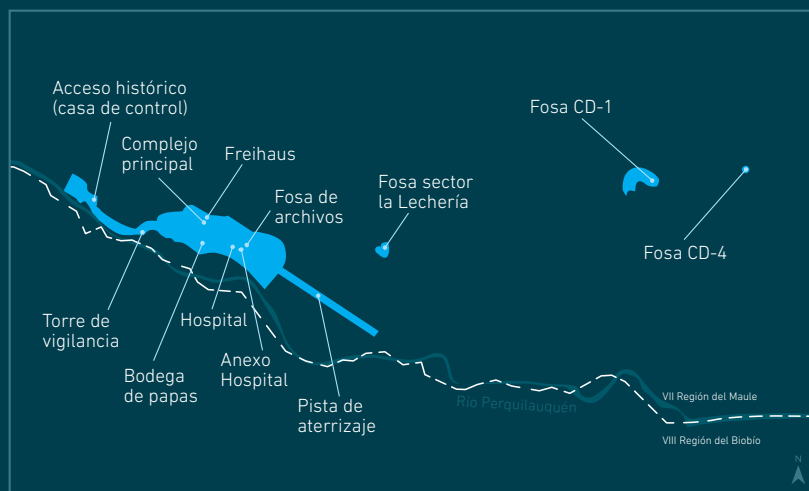 Acceso histórico
(casa de control)
Complejo
principal
Freihaus
Fosa de
archivos
Fosa sector
la Lechería
Fosa CD-1
Fosa CD-4
Torre de
vigilancia
Bodega
de papas
Hospital
Anexo
Hospital
Pista de
aterrizaje
Río Perquilauquén
VII Región del Maule
VIII Región del Biobío
N